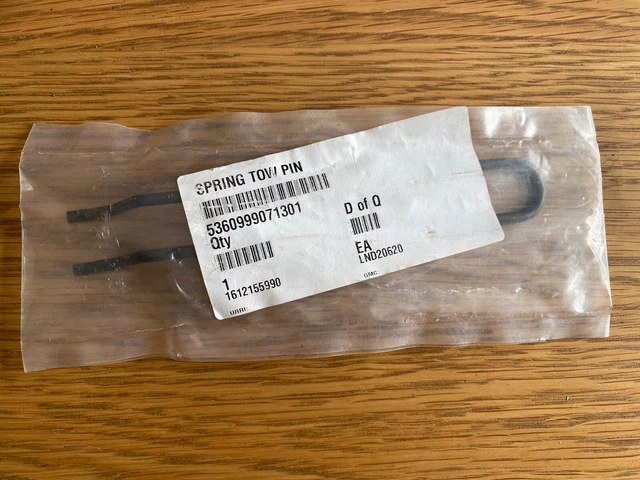 SPRING TOW PIN
5360999071301
Qty
D of Q
1
EA
1612155990
LND20620